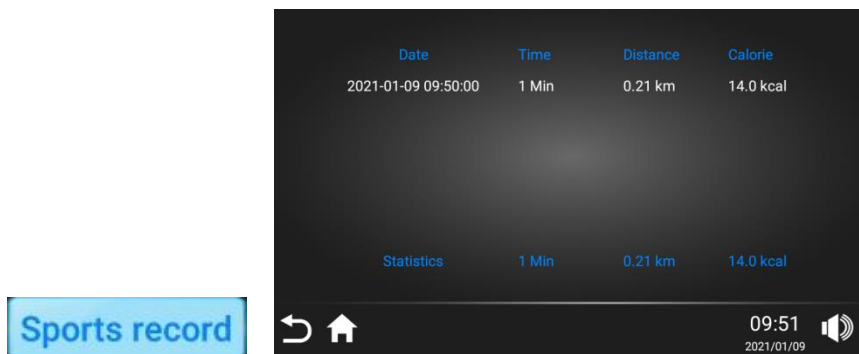 Date Time Distance Calorie
2021-01-09 09:50:00 1 Min 0.21 km 14.0 kcal
Statistics 1 Min 0.21 km 14.0 kcal
Sports record
09:51
2021/01/09